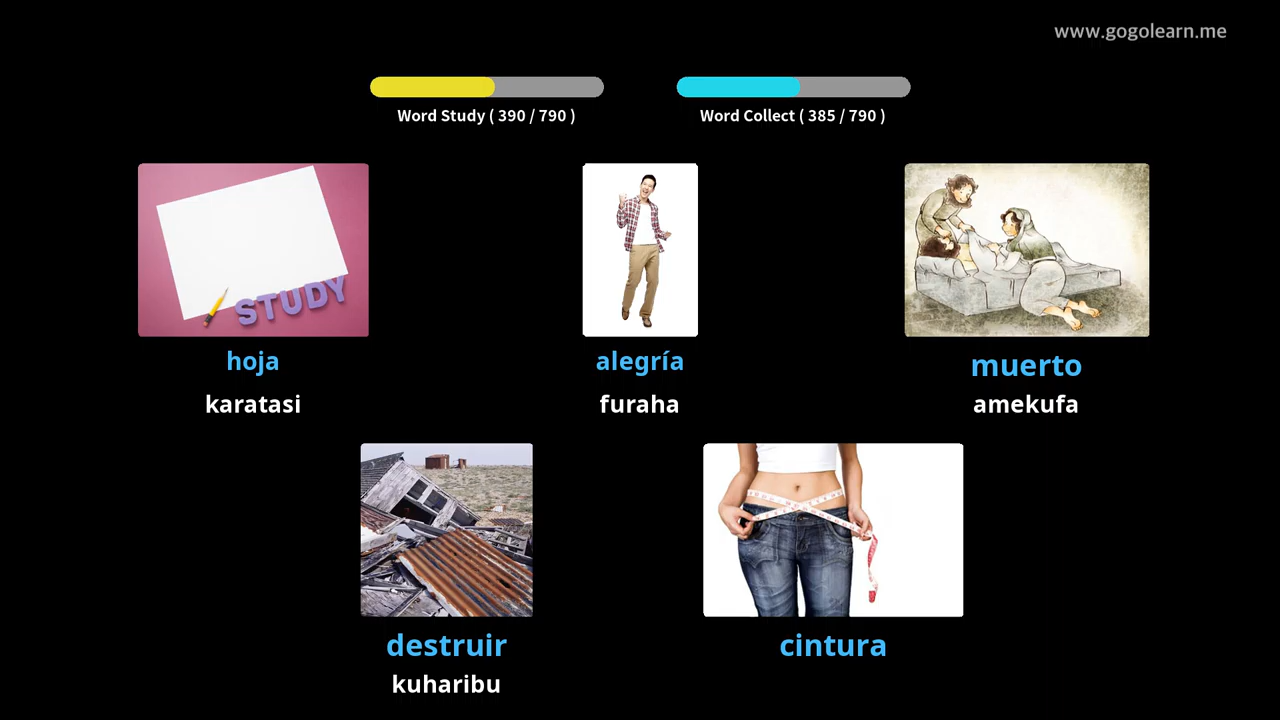 www.gogolearn.me
Word Study ( 390 / 790 )
Word Collect ( 385 / 790 )
STUDY
hoja
karatasi
alegría
furaha
muerto
amekufa
destruir
kuharibu
cintura